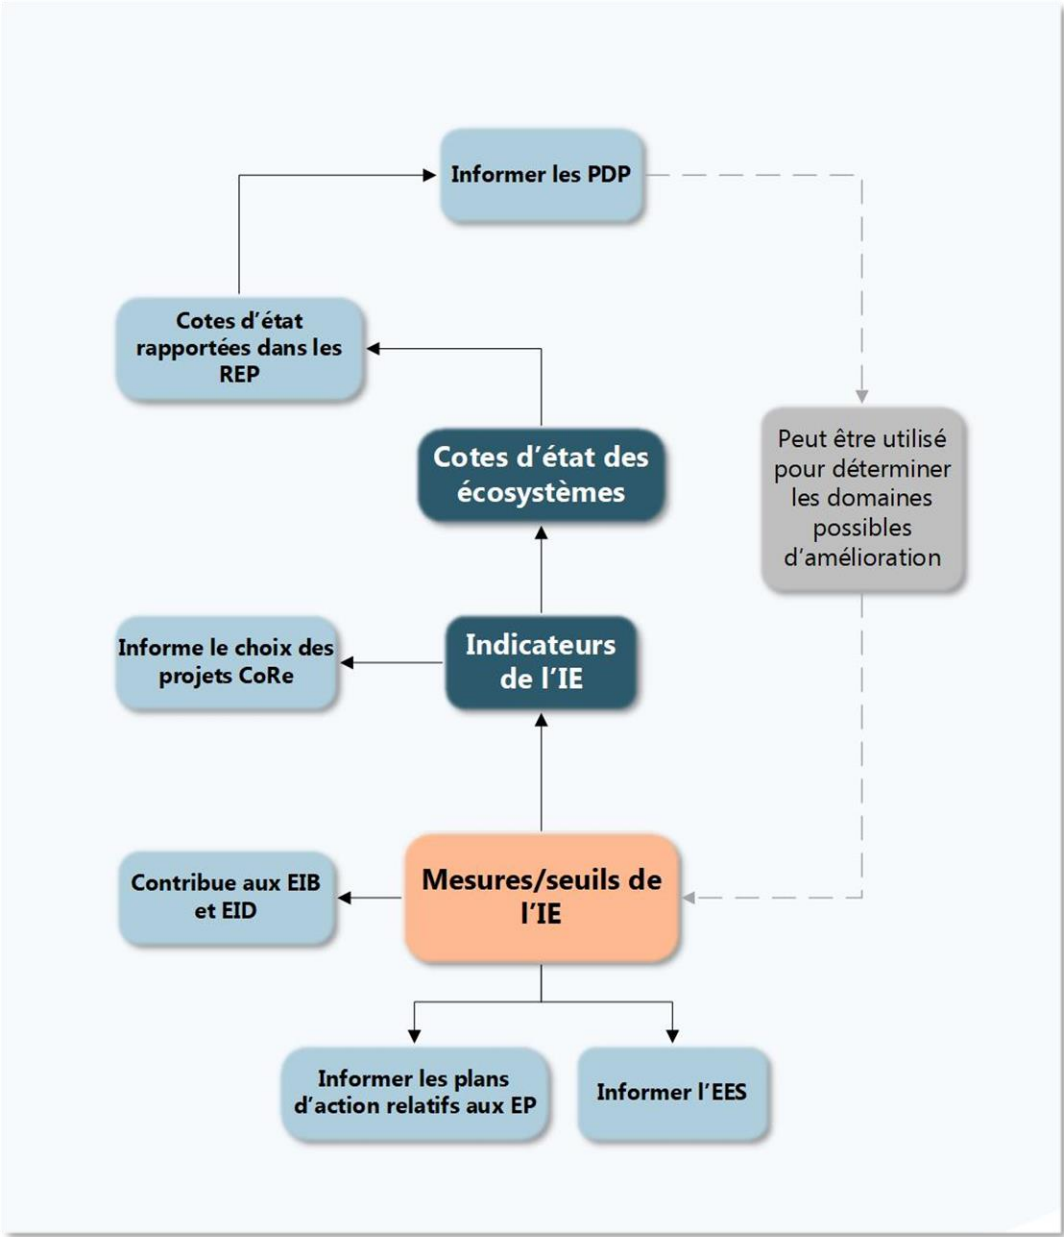 Informer les PDP
Cotes d'état
rapportées dans les
REP
Cotes d'état des
écosystèmes
Peut être utilisé
pour déterminer
les domaines
possibles
d'amélioration
Informe le choix des
projets CoRe
Indicateurs
de l'IE
Contribue aux EIB
et EID
Mesures/seuils de
l'IE
Informer les plans
d'action relatifs aux EP
Informer l'EES